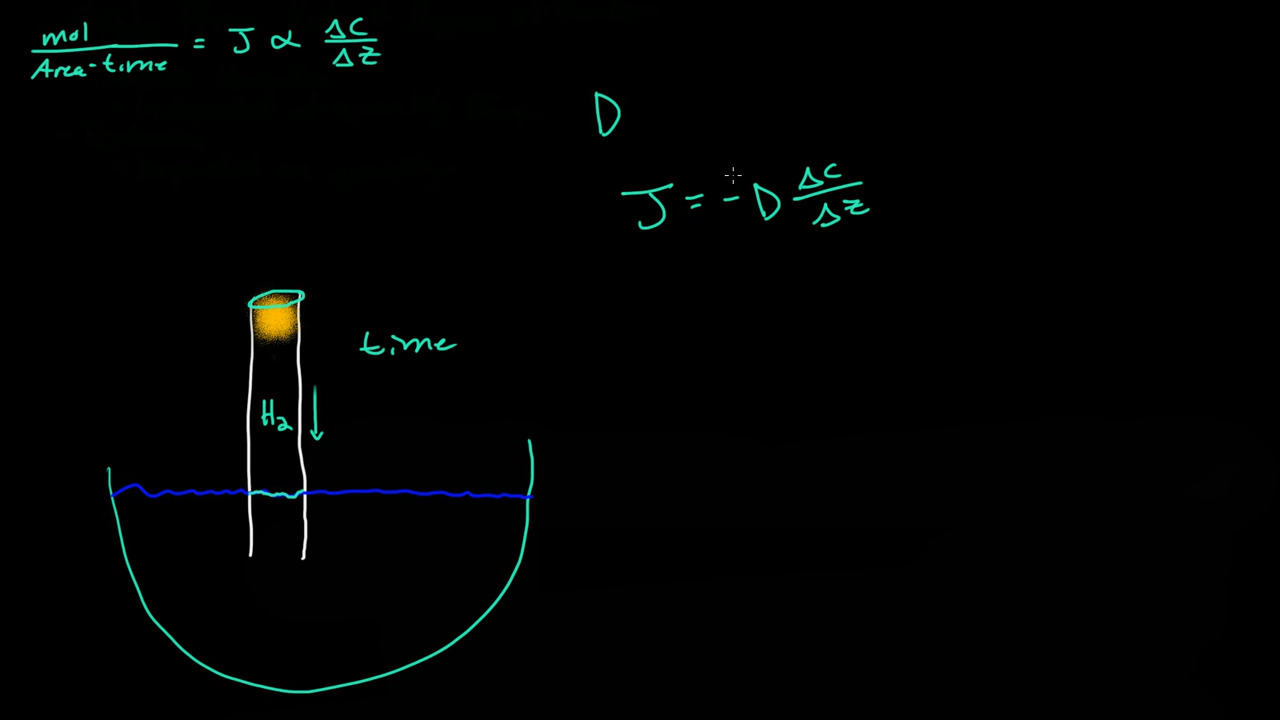 mol / Area-time = J ∝ ΔC / ΔZ
D
J = -D ΔC / ΔZ
time
H₂